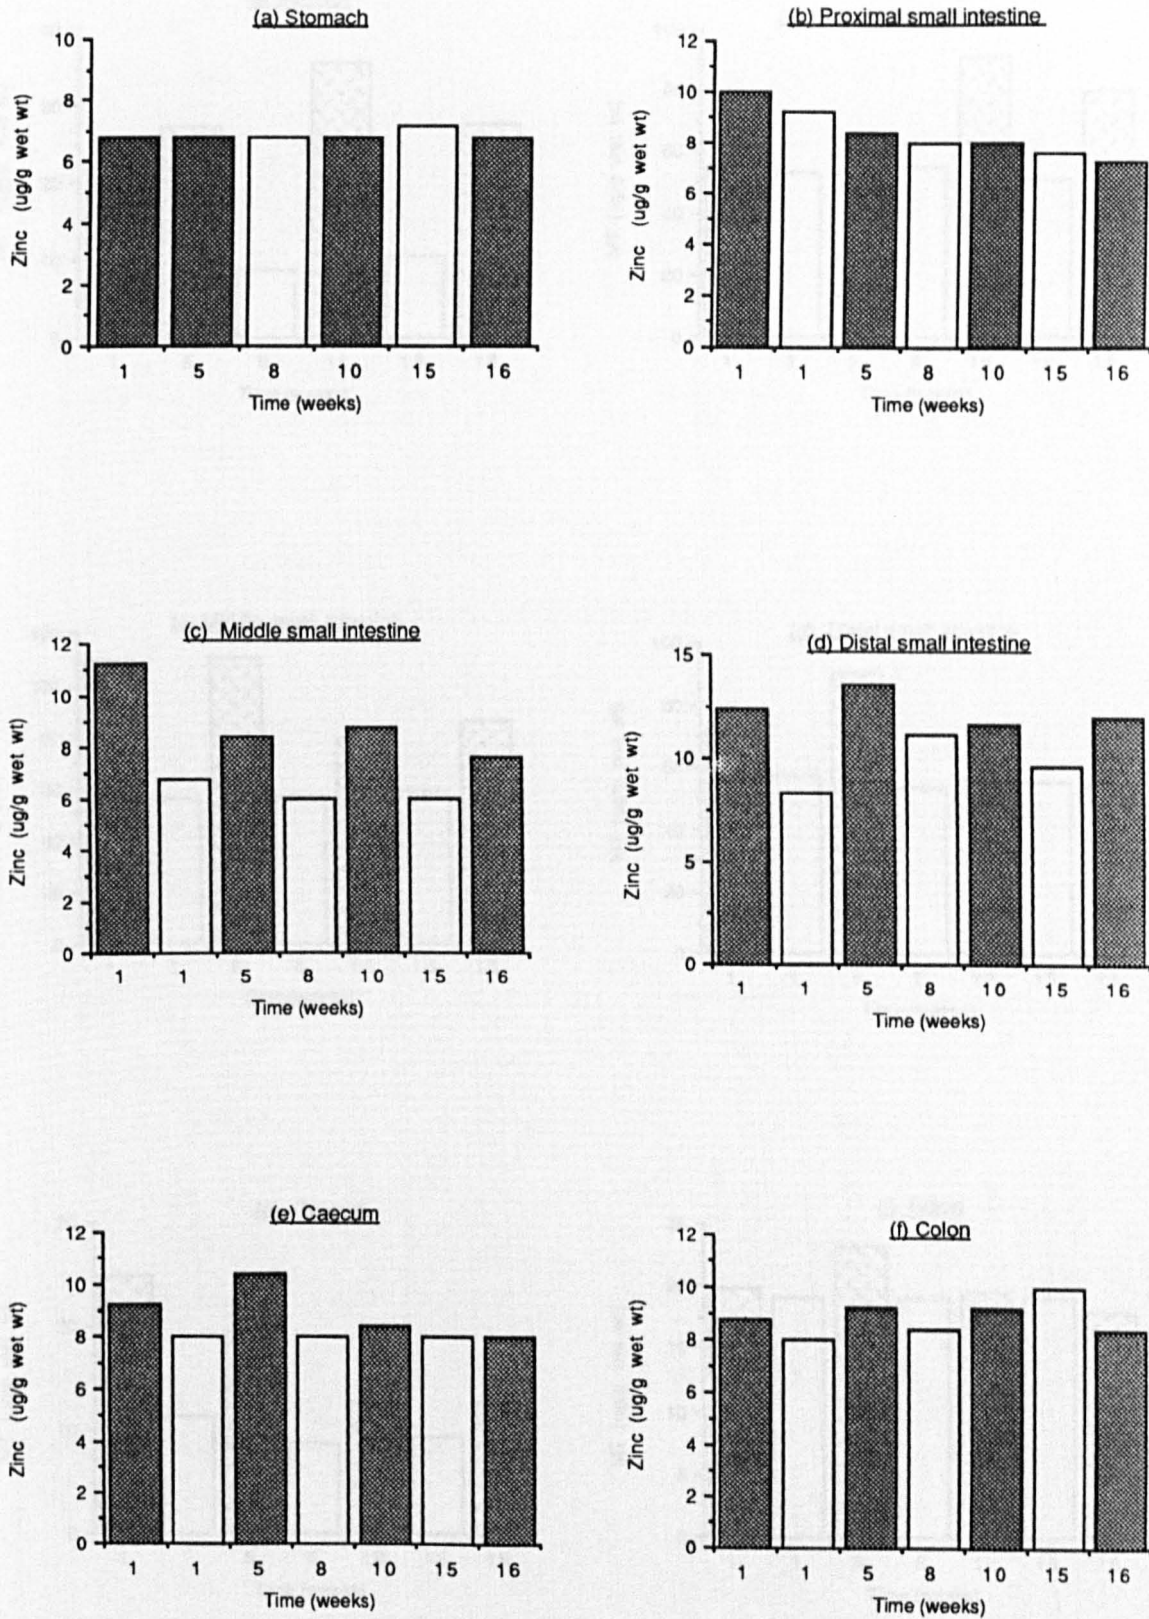 (a) Stomach
10
8
6
4
2
0
Zinc (ug/g wet wt)
1 5 8 10 15 16
Time (weeks)
(b) Proximal small intestine
12
10
8
6
4
2
0
Zinc (ug/g wet wt)
1 1 5 8 10 15 16
Time (weeks)
(c) Middle small intestine
12
10
8
6
4
2
0
Zinc (ug/g wet wt)
1 1 5 8 10 15 16
Time (weeks)
(d) Distal small intestine
15
10
5
0
Zinc (ug/g wet wt)
1 1 5 8 10 15 16
Time (weeks)
(e) Caecum
12
10
8
6
4
2
0
Zinc (ug/g wet wt)
1 1 5 8 10 15 16
Time (weeks)
(f) Colon
12
10
8
6
4
2
0
Zinc (ug/g wet wt)
1 1 5 8 10 15 16
Time (weeks)